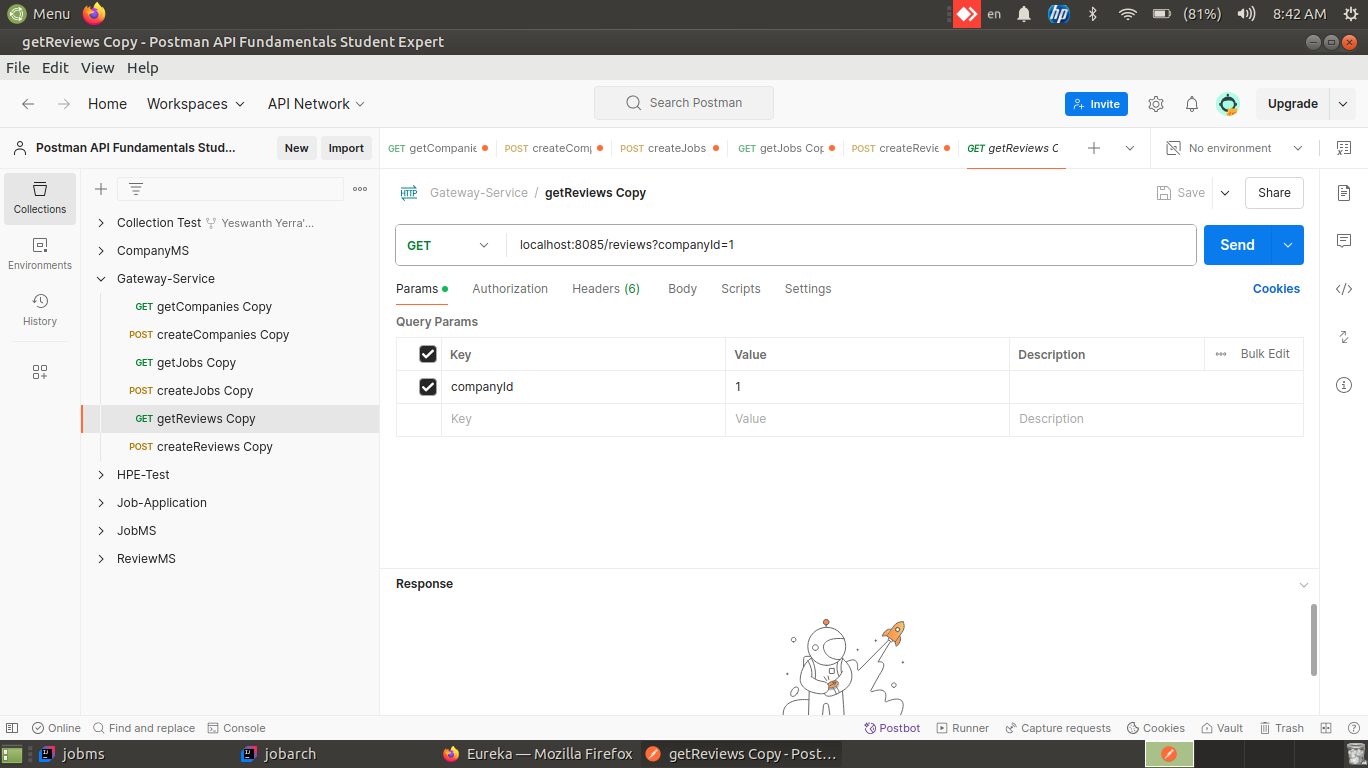 Menu en hp (81%) 8:42 AM
getReviews Copy - Postman API Fundamentals Student Expert
File Edit View Help
Home Workspaces API Network Search Postman Invite Upgrade
Postman API Fundamentals Stud... New Import GET getCompanie POST createComp POST createJobs GET getJobs Cop POST createRevie GET getReviews C No environment
HTTP Gateway-Service / getReviews Copy Save Share
Collections
Environments
History
Collection Test Yeswanth Yerra'...
CompanyMS
Gateway-Service
GET getCompanies Copy
POST createCompanies Copy
GET getJobs Copy
POST createJobs Copy
GET getReviews Copy
POST createReviews Copy
HPE-Test
Job-Application
JobMS
ReviewMS
GET localhost:8085/reviews?companyId=1 Send
Params Authorization Headers (6) Body Scripts Settings Cookies
Query Params
Key Value Description Bulk Edit
companyId 1
Key Value Description
Response
Online Find and replace Console Postbot Runner Capture requests Cookies Vault Trash
jobms jobarch Eureka — Mozilla Firefox getReviews Copy - Post...